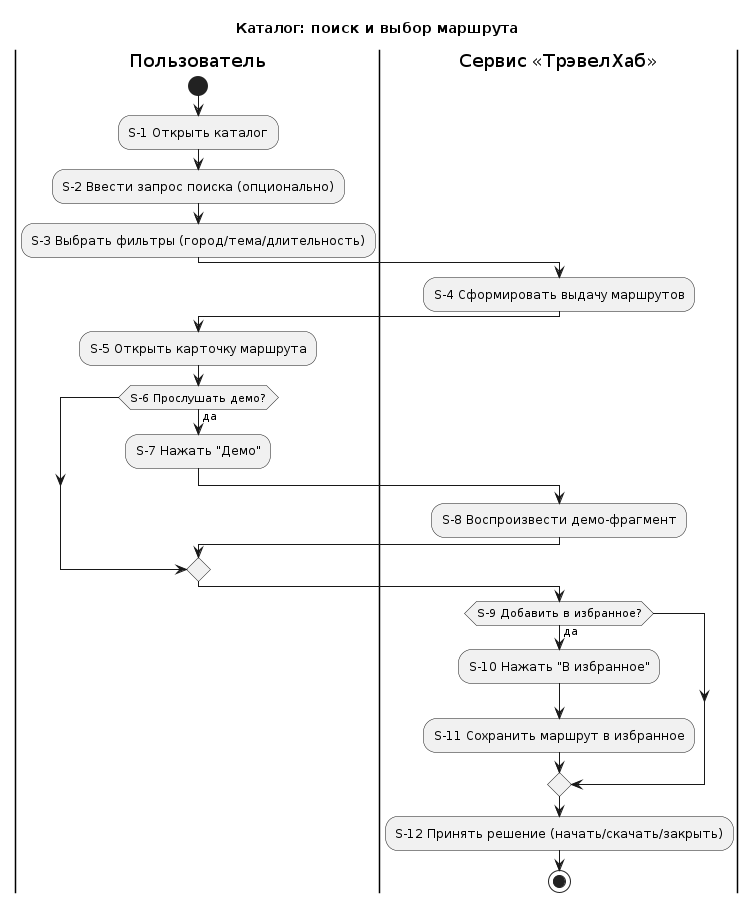 Каталог: поиск и выбор маршрута
Пользователь
Сервис «ТрэвелХаб»
S-1 Открыть каталог
S-2 Ввести запрос поиска (опционально)
S-3 Выбрать фильтры (город/тема/длительность)
S-4 Сформировать выдачу маршрутов
S-5 Открыть карточку маршрута
S-6 Прослушать демо?
да
S-7 Нажать "Демо"
S-8 Воспроизвести демо-фрагмент
S-9 Добавить в избранное?
да
S-10 Нажать "В избранное"
S-11 Сохранить маршрут в избранное
S-12 Принять решение (начать/скачать/закрыть)